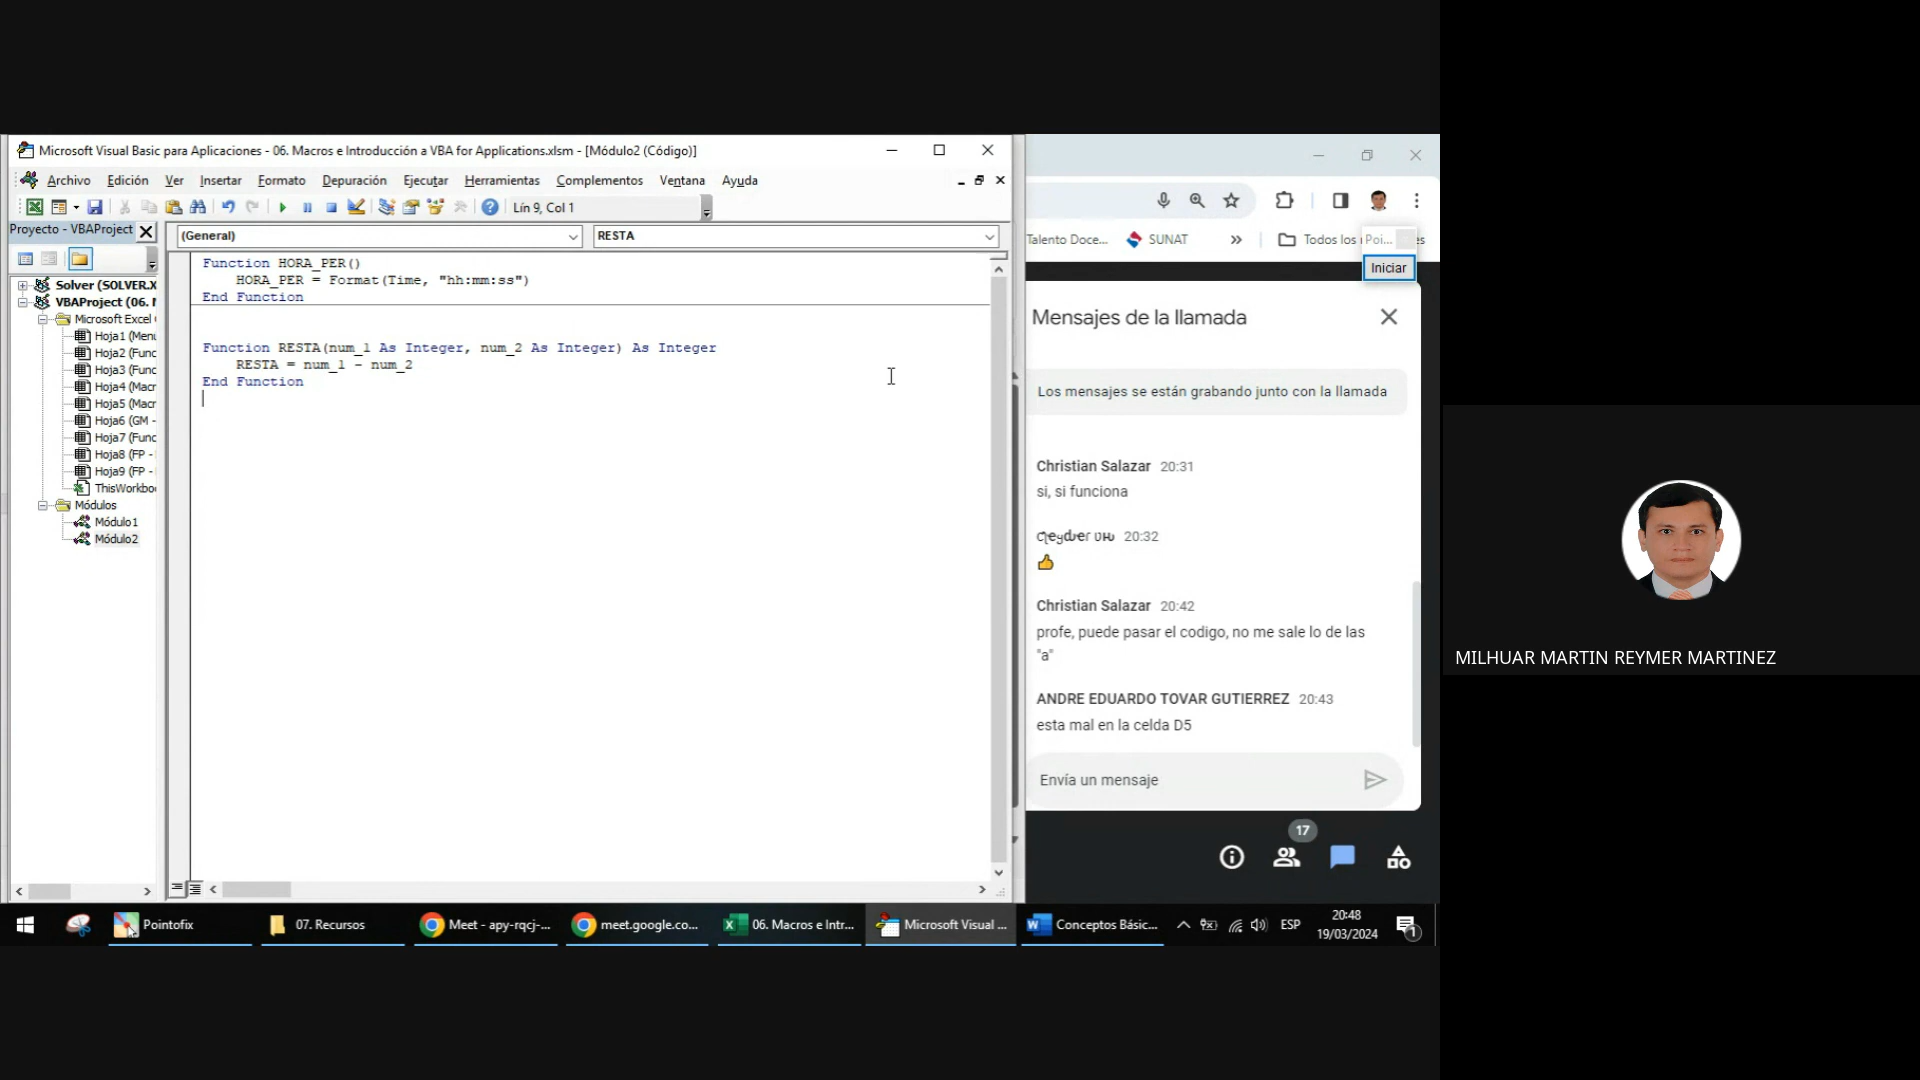 Microsoft Visual Basic para Aplicaciones - 06. Macros e Introducción a VBA for Applications.xlsm - [Módulo2 (Código)]
Archivo Edición Ver Insertar Formato Depuración Ejecutar Herramientas Complementos Ventana Ayuda
Lín 9, Col 1
Proyecto - VBAProject
Solver (SOLVER.X
VBAProject (06. M
Microsoft Excel
Hoja1 (Menú
Hoja2 (Func
Hoja3 (Func
Hoja4 (Macr
Hoja5 (Macr
Hoja6 (GM -
Hoja7 (Func
Hoja8 (FP -
Hoja9 (FP -
ThisWorkbo
Módulos
Módulo1
Módulo2
(General)
RESTA
Function HORA_PER()
HORA_PER = Format(Time, "hh:mm:ss")
End Function
Function RESTA(num_1 As Integer, num_2 As Integer) As Integer
RESTA = num_1 - num_2
End Function
Talento Doce...
SUNAT
»
Todos los
Poi...
es
Iniciar
Mensajes de la llamada
Los mensajes se están grabando junto con la llamada
Christian Salazar 20:31
si, si funciona
20:32
👍
Christian Salazar 20:42
profe, puede pasar el codigo, no me sale lo de las
"a"
ANDRE EDUARDO TOVAR GUTIERREZ 20:43
esta mal en la celda D5
Envía un mensaje
17
MILHUAR MARTIN REYMER MARTINEZ
Pointofix
07. Recursos
Meet - apy-rqcj-...
meet.google.co...
06. Macros e Intr...
Microsoft Visual ...
Conceptos Básic...
ESP
20:48
19/03/2024
1